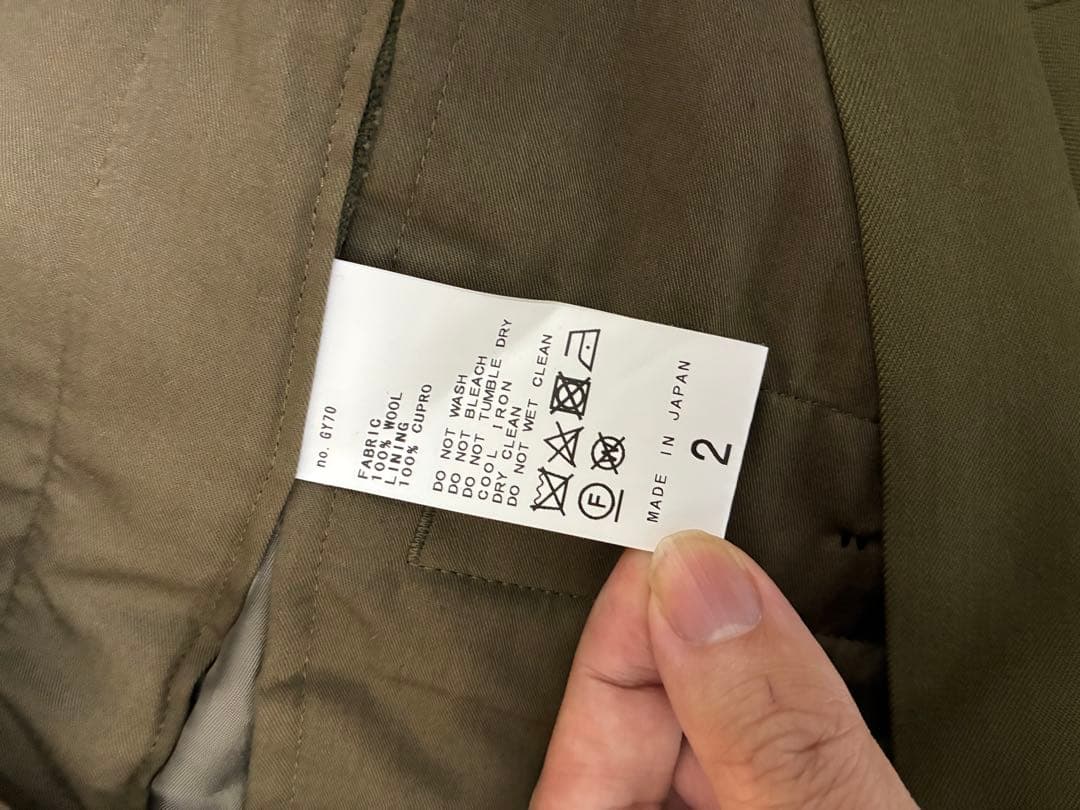 no. GY70
FABRIC
100% WOOL
LINING
100% CUPRO
DO NOT WASH
DO NOT BLEACH
DO NOT TUMBLE DRY
COOL IRON
DRY CLEAN
DO NOT WET CLEAN
F W
MADE IN JAPAN
2